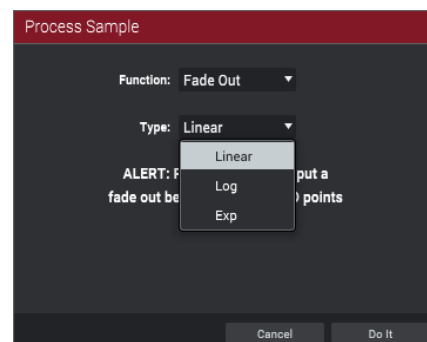 Process Sample
Function: Fade Out
Type: Linear
Linear
ALERT: put a
Log
fade out be points
Exp
Cancel Do It